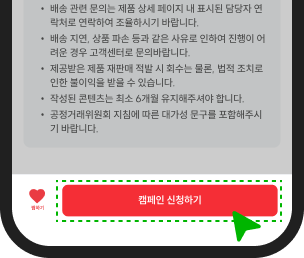 • 배송 관련 문의는 제품 상세 페이지 내 표시된 담당자 연
락처로 연락하여 조율하시기 바랍니다.
• 배송 지연, 상품 파손 등과 같은 사유로 인하여 진행이 어
려운 경우 고객센터로 문의바랍니다.
• 제공받은 제품 재판매 적발 시 회수는 물론, 법적 조치로
인한 불이익을 받을 수 있습니다.
• 작성된 콘텐츠는 최소 6개월 유지해주셔야 합니다.
• 공정거래위원회 지침에 따른 대가성 문구를 포함해주시
기 바랍니다.
찜하기
캠페인 신청하기